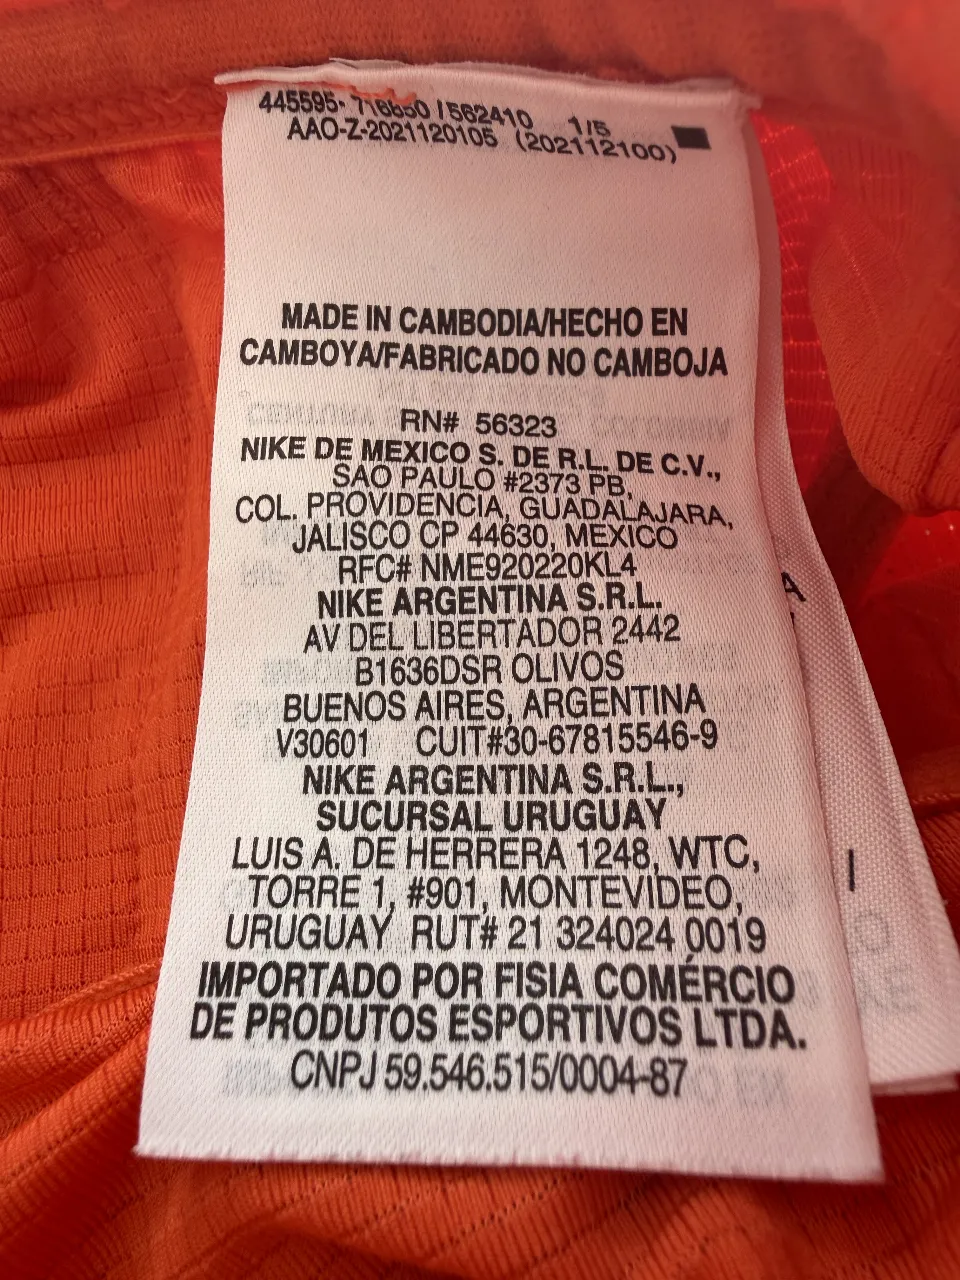 445595- 716650 / 562410 1/5
AAO-Z-2021120105 (202112100)
MADE IN CAMBODIA/HECHO EN
CAMBOYA/FABRICADO NO CAMBOJA
RN# 56323
NIKE DE MEXICO S. DE R.L. DE C.V.,
SAO PAULO #2373 PB,
COL. PROVIDENCIA, GUADALAJARA,
JALISCO CP 44630, MEXICO
RFC# NME920220KL4
NIKE ARGENTINA S.R.L.
AV DEL LIBERTADOR 2442
B1636DSR OLIVOS
BUENOS AIRES, ARGENTINA
V30601 CUIT#30-67815546-9
NIKE ARGENTINA S.R.L.,
SUCURSAL URUGUAY
LUIS A. DE HERRERA 1248, WTC,
TORRE 1, #901, MONTEVIDEO,
URUGUAY RUT# 21 324024 0019
IMPORTADO POR FISIA COMÉRCIO
DE PRODUTOS ESPORTIVOS LTDA.
CNPJ 59.546.515/0004-87